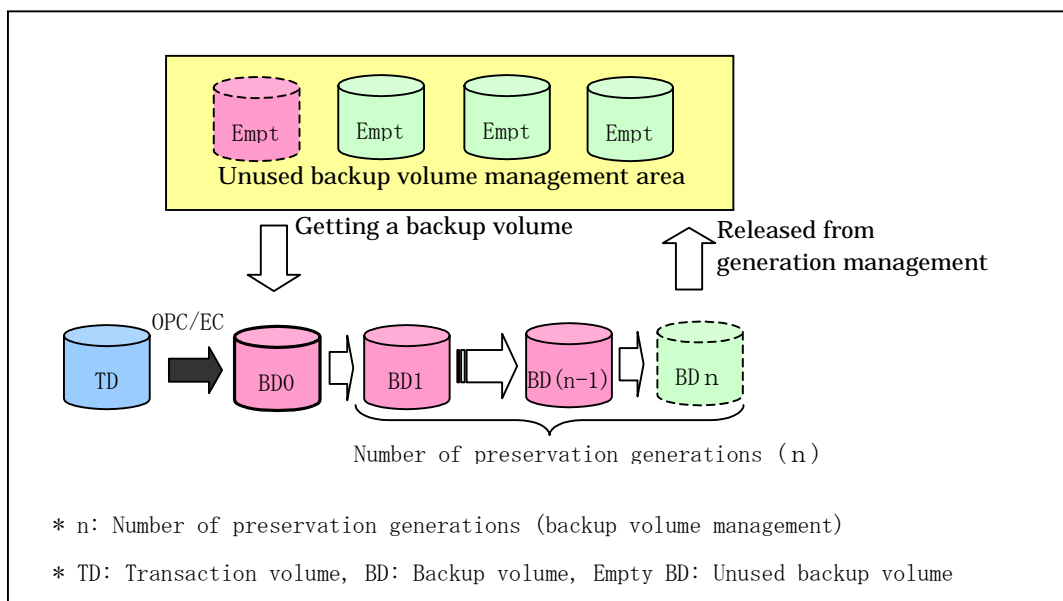 Empt Empt Empt Empt
Unused backup volume management area
Getting a backup volume
Released from
generation management
OPC/EC
TD BD0 BD1 BD(n-1) BDn
Number of preservation generations (n)
* n: Number of preservation generations (backup volume management)
* TD: Transaction volume, BD: Backup volume, Empty BD: Unused backup volume